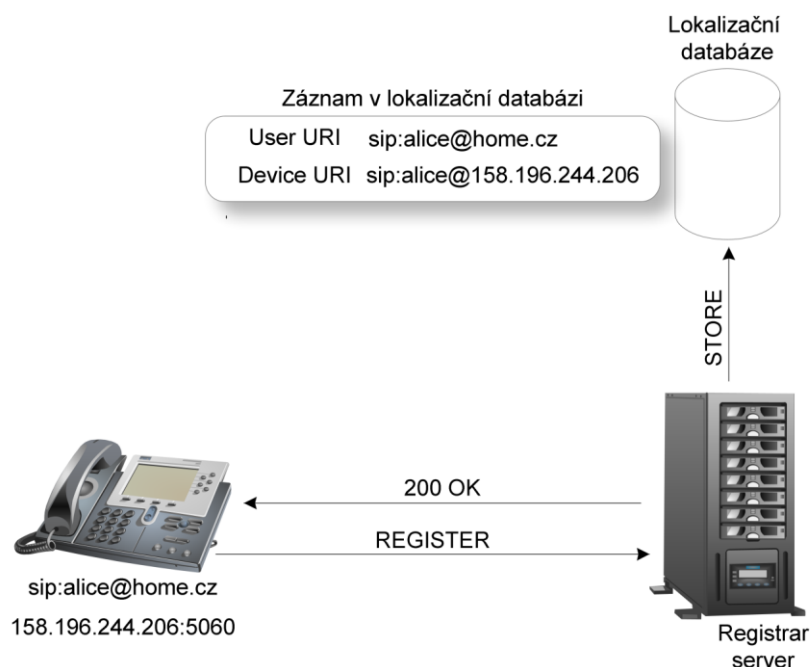 Lokalizační
databáze
Záznam v lokalizační databázi
User URI sip:alice@home.cz
Device URI sip:alice@158.196.244.206
STORE
200 OK
REGISTER
sip:alice@home.cz
158.196.244.206:5060
Registrar
server